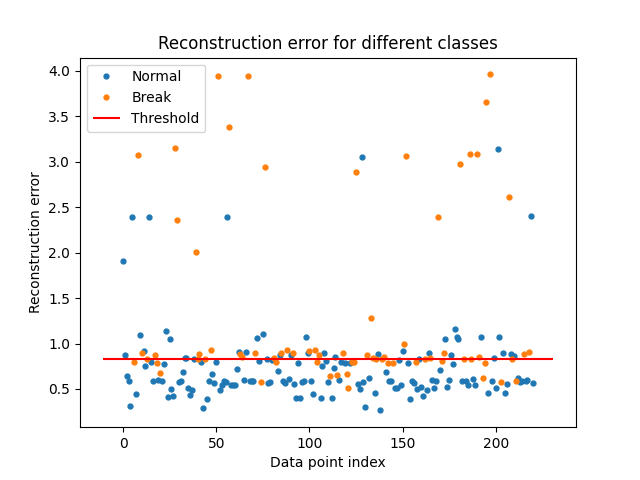 Reconstruction error for different classes
Normal
Break
Threshold
4.0
3.5
3.0
2.5
2.0
1.5
1.0
0.5
Reconstruction error
0 50 100 150 200
Data point index